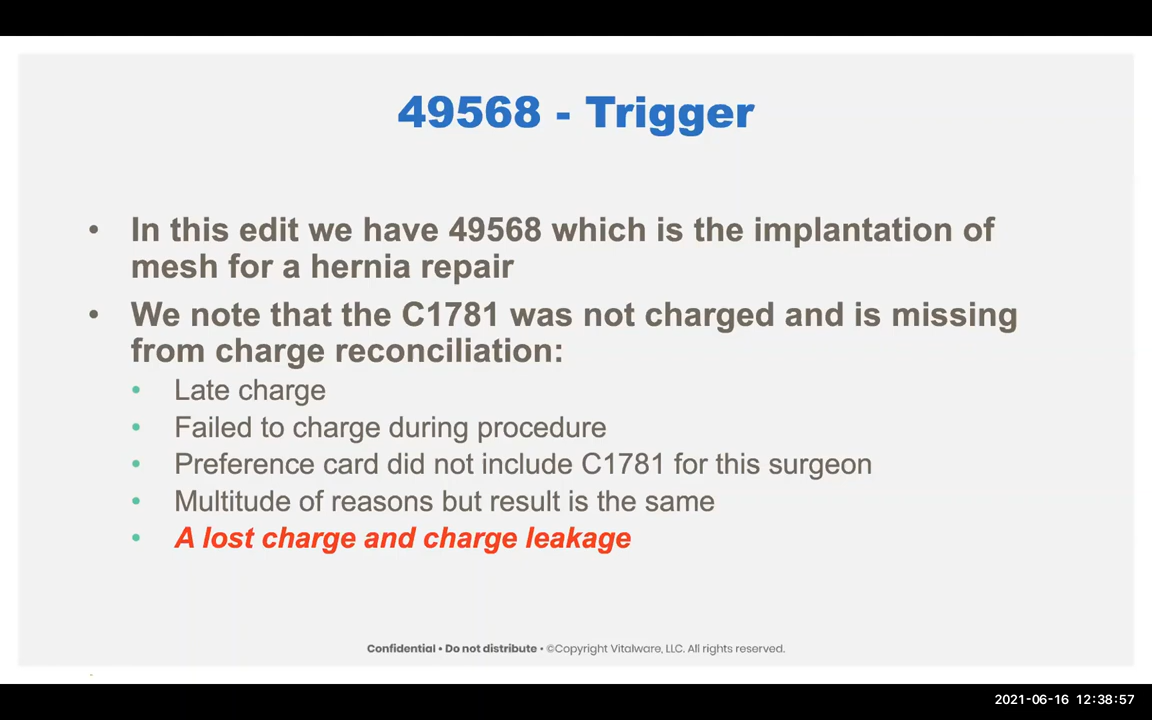 49568 - Trigger
• In this edit we have 49568 which is the implantation of
mesh for a hernia repair
• We note that the C1781 was not charged and is missing
from charge reconciliation:
• Late charge
• Failed to charge during procedure
• Preference card did not include C1781 for this surgeon
• Multitude of reasons but result is the same
• A lost charge and charge leakage
Confidential • Do not distribute • ©Copyright Vitalware, LLC. All rights reserved.
2021-06-16 12:38:57